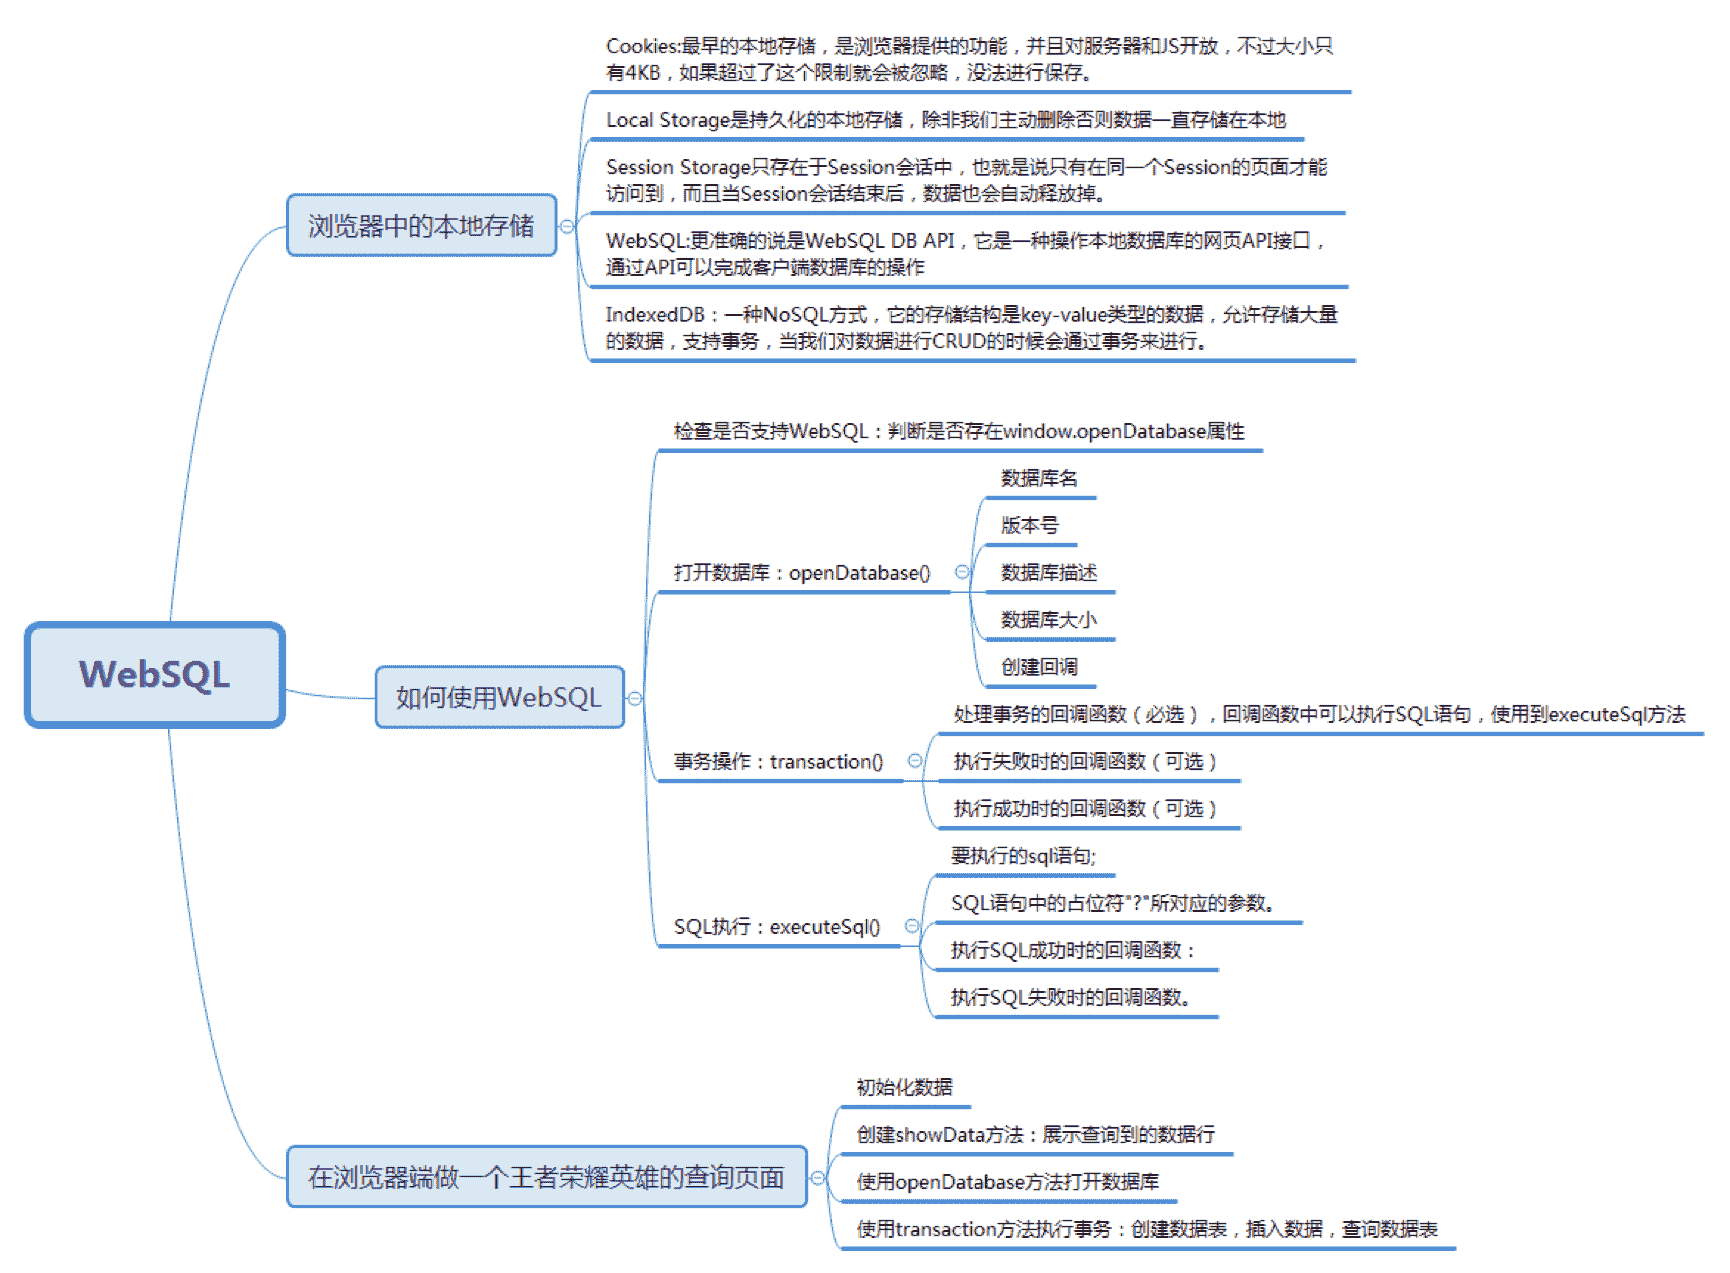 WebSQL
浏览器中的本地存储
Cookies:最早的本地存储，是浏览器提供的功能，并且对服务器和JS开放，不过大小只
有4KB，如果超过了这个限制就会被忽略，没法进行保存。
Local Storage是持久化的本地存储，除非我们主动删除否则数据一直存储在本地
Session Storage只存在于Session会话中，也就是说只有在同一个Session的页面才能
访问到，而且当Session会话结束后，数据也会自动释放掉。
WebSQL:更准确的说是WebSQL DB API，它是一种操作本地数据库的网页API接口，
通过API可以完成客户端数据库的操作
IndexedDB：一种NoSQL方式，它的存储结构是key-value类型的数据，允许存储大量
的数据，支持事务，当我们对数据进行CRUD的时候会通过事务来进行。
如何使用WebSQL
检查是否支持WebSQL：判断是否存在window.openDatabase属性
打开数据库：openDatabase()
数据库名
版本号
数据库描述
数据库大小
创建回调
事务操作：transaction()
处理事务的回调函数（必选），回调函数中可以执行SQL语句，使用到executeSql方法
执行失败时的回调函数（可选）
执行成功时的回调函数（可选）
SQL执行：executeSql()
要执行的sql语句;
SQL语句中的占位符"?"所对应的参数。
执行SQL成功时的回调函数：
执行SQL失败时的回调函数。
在浏览器端做一个王者荣耀英雄的查询页面
初始化数据
创建showData方法：展示查询到的数据行
使用openDatabase方法打开数据库
使用transaction方法执行事务：创建数据表，插入数据，查询数据表